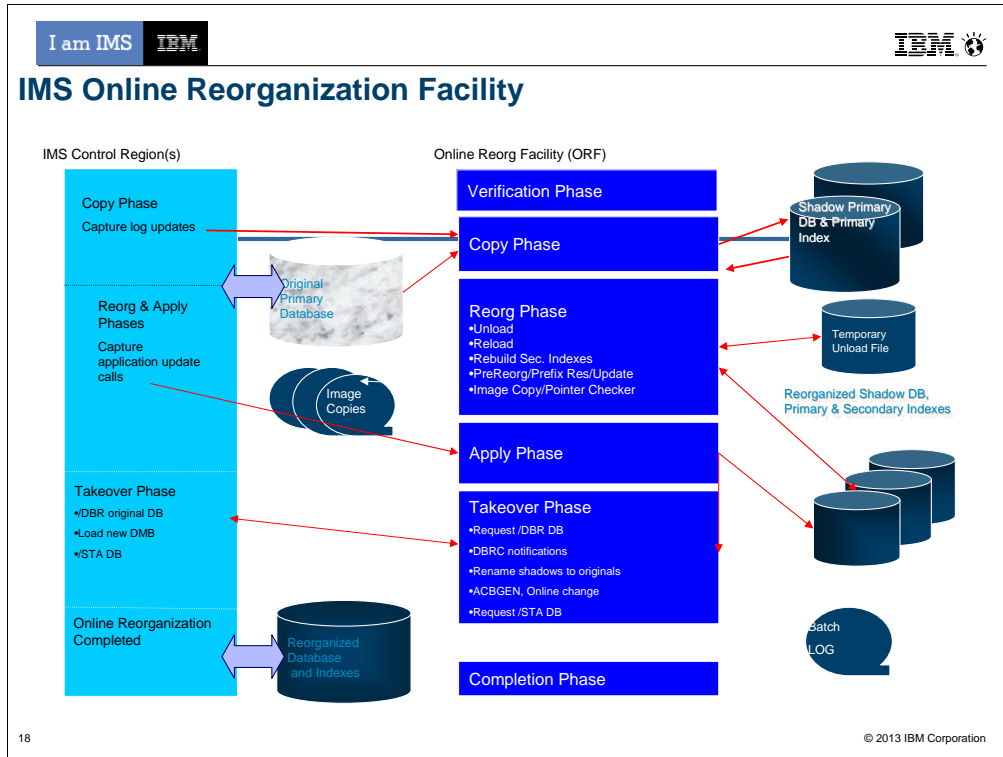 I am IMS
IBM
IBM
IMS Online Reorganization Facility
IMS Control Region(s)
Online Reorg Facility (ORF)
Copy Phase
Capture log updates
Reorg & Apply
Phases
Capture
application update
calls
Takeover Phase
•/DBR original DB
•Load new DMB
•/STA DB
Online Reorganization
Completed
Original
Primary
Database
Image
Copies
Reorganized
Database
and Indexes
Verification Phase
Copy Phase
Reorg Phase
•Unload
•Reload
•Rebuild Sec. Indexes
•PreReorg/Prefix Res/Update
•Image Copy/Pointer Checker
Apply Phase
Takeover Phase
•Request /DBR DB
•DBRC notifications
•Rename shadows to originals
•ACBGEN, Online change
•Request /STA DB
Completion Phase
Shadow Primary
DB & Primary
Index
Temporary
Unload File
Reorganized Shadow DB,
Primary & Secondary Indexes
Batch
LOG
18
© 2013 IBM Corporation